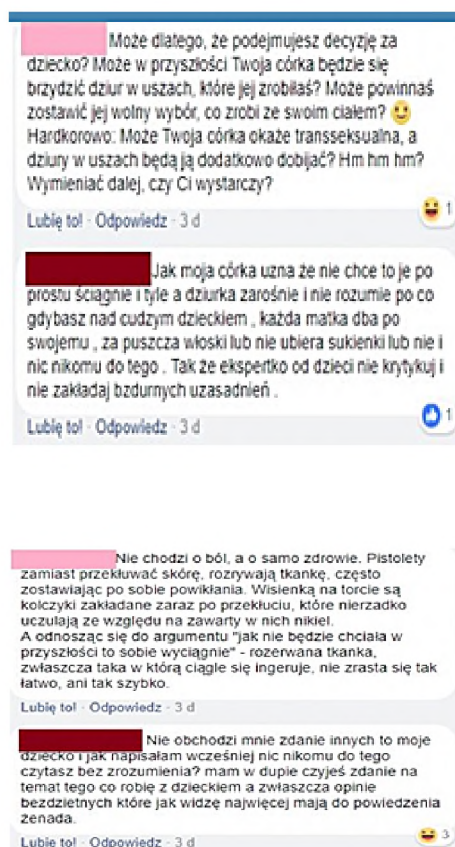 Może dlatego, że podejmujesz decyzję za
dziecko? Może w przyszłości Twoja córka będzie się
brzydzić dziur w uszach, które jej zrobiłaś? Może powinnaś
zostawić jej wolny wybór, co zrobi ze swoim ciałem? 🙂
Hardkorowo: Może Twoja córka okaże transseksualna, a
dziury w uszach będą ją dodatkowo dobijać? Hm hm hm?
Wymieniać dalej, czy Ci wystarczy?
1
Lubię to! · Odpowiedz · 3 d
Jak moja córka uzna że nie chce to je po
prostu ściągnie i tyle a dziurka zarośnie i nie rozumie po co
gdybasz nad cudzym dzieckiem , każda matka dba po
swojemu , za puszcza włoski lub nie ubiera sukienki lub nie i
nic nikomu do tego . Tak że ekspertko od dzieci nie krytykuj i
nie zakładaj bzdurnych uzasadnień .
1
Lubię to! · Odpowiedz · 3 d
Nie chodzi o ból, a o samo zdrowie. Pistolety
zamiast przekłuwać skórę, rozrywają tkankę, często
zostawiając po sobie powikłania. Wisienką na torcie są
kolczyki zakładane zaraz po przekłuciu, które nierzadko
uczulają ze względu na zawarty w nich nikiel.
A odnosząc się do argumentu "jak nie będzie chciała w
przyszłości to sobie wyciągnie" - rozerwana tkanka,
zwłaszcza taka w którą ciągle się ingeruje, nie zrasta się tak
łatwo, ani tak szybko.
Lubię to! · Odpowiedz · 3 d
Nie obchodzi mnie zdanie innych to moje
dziecko i jak napisałam wcześniej nic nikomu do tego
czytasz bez zrozumienia? mam w dupie czyjeś zdanie na
temat tego co robię z dzieckiem a zwłaszcza opinie
bezdzietnych które jak widzę najwięcej mają do powiedzenia
żenada.
3
Lubię to! · Odpowiedz · 3 d